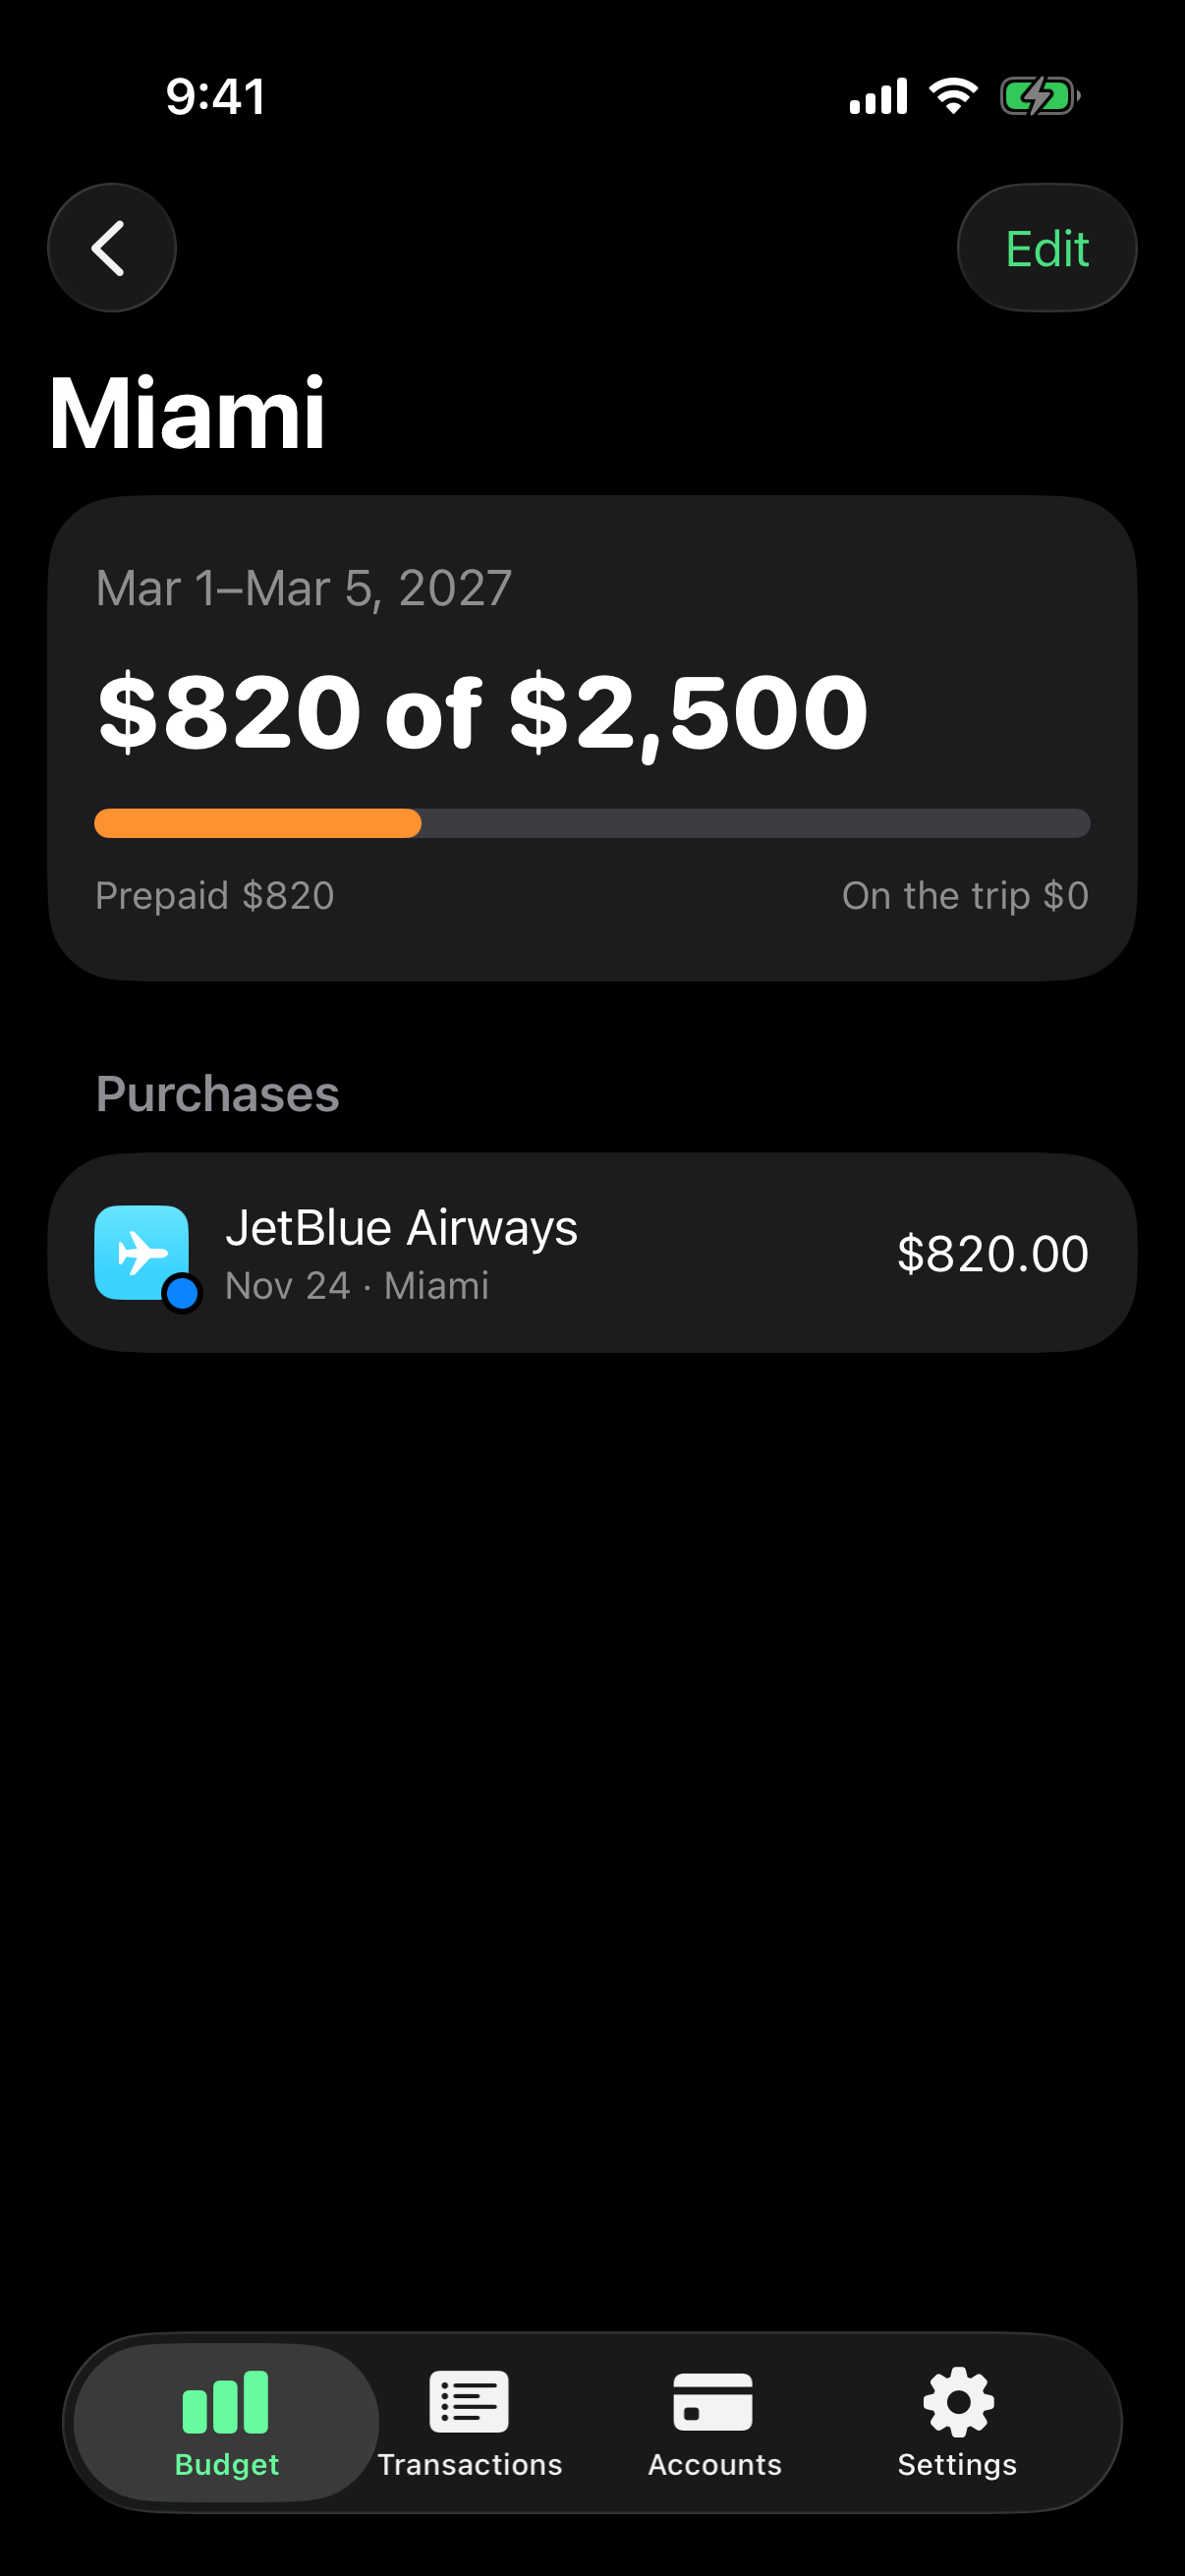 9:41
Edit
Miami
Mar 1–Mar 5, 2027
$820 of $2,500
Prepaid $820
On the trip $0
Purchases
JetBlue Airways
$820.00
Nov 24 · Miami
Budget
Transactions
Accounts
Settings